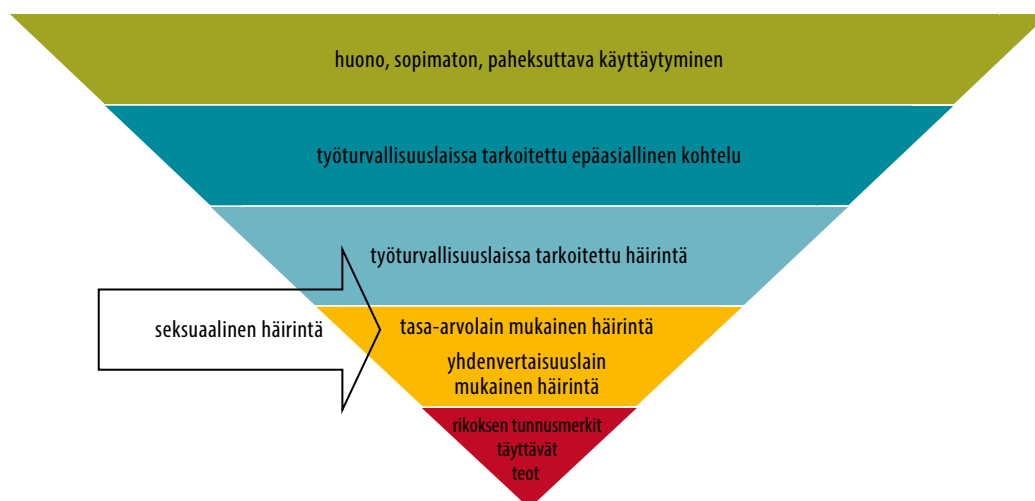 huono, sopimaton, paheksuttava käyttäytyminen
työturvallisuuslaissa tarkoitettu epäasiallinen kohtelu
työturvallisuuslaissa tarkoitettu häirintä
seksuaalinen häirintä
tasa-arvolain mukainen häirintä
yhdenvertaisuuslain
mukainen häirintä
rikoksen tunnusmerkit
täyttävät
teot